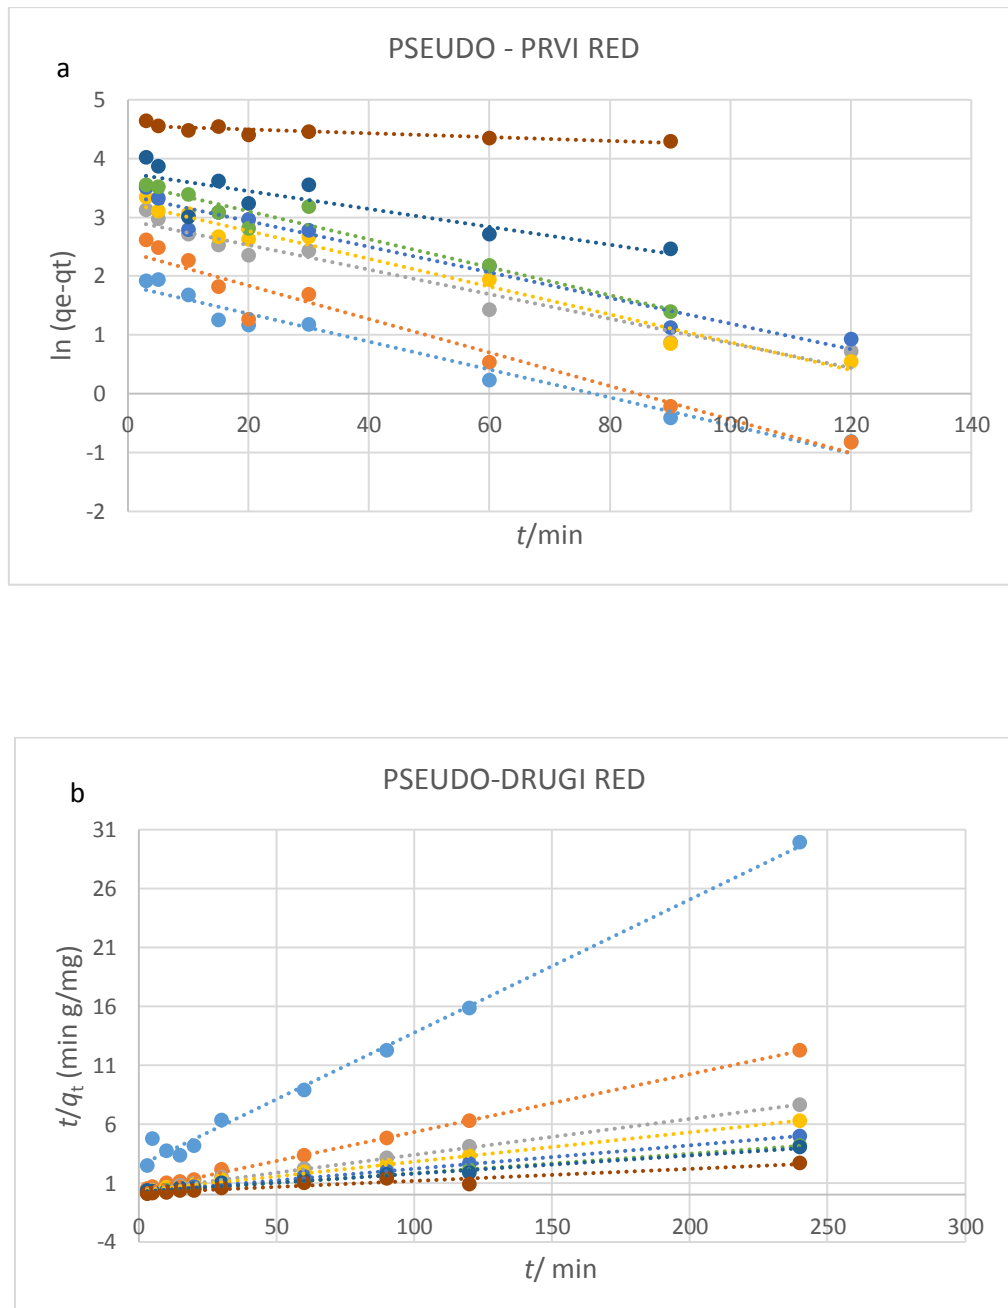 PSEUDO - PRVI RED
a
5
4
3
2
1
0
-1
-2
0 20 40 60 80 100 120 140
ln (qe-qt)
t/min
PSEUDO-DRUGI RED
b
31
26
21
16
11
6
1
-4
0 50 100 150 200 250 300
t/qt (min g/mg)
t/ min